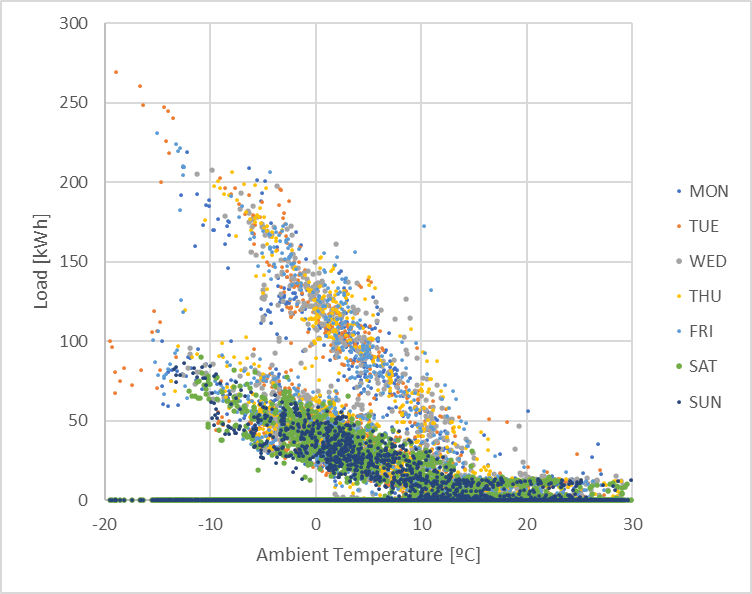 300
250
200
150
100
50
0
Load [kWh]
-20 -10 0 10 20 30
Ambient Temperature [ºC]
MON
TUE
WED
THU
FRI
SAT
SUN